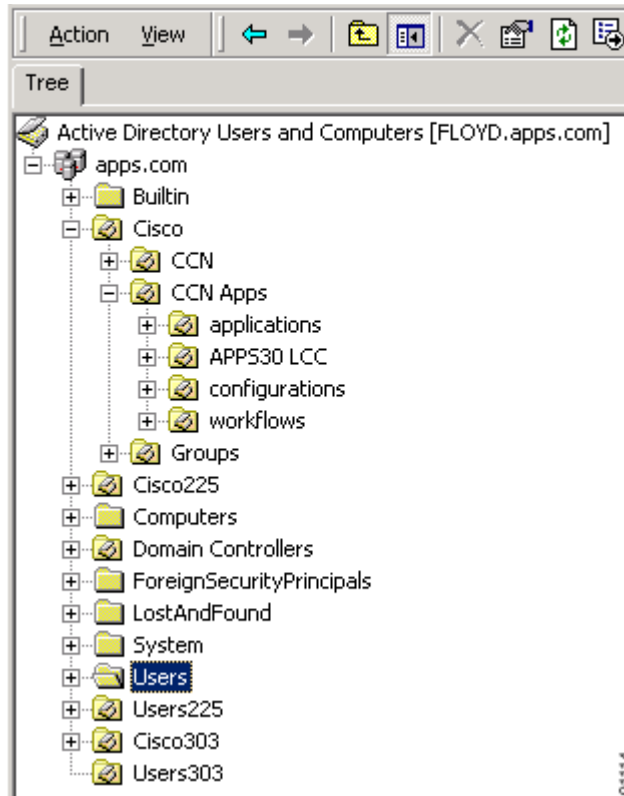 Action View
Tree
Active Directory Users and Computers [FLOYD.apps.com]
apps.com
Builtin
Cisco
CCN
CCN Apps
applications
APPS30 LCC
configurations
workflows
Groups
Cisco225
Computers
Domain Controllers
ForeignSecurityPrincipals
LostAndFound
System
Users
Users225
Cisco303
Users303